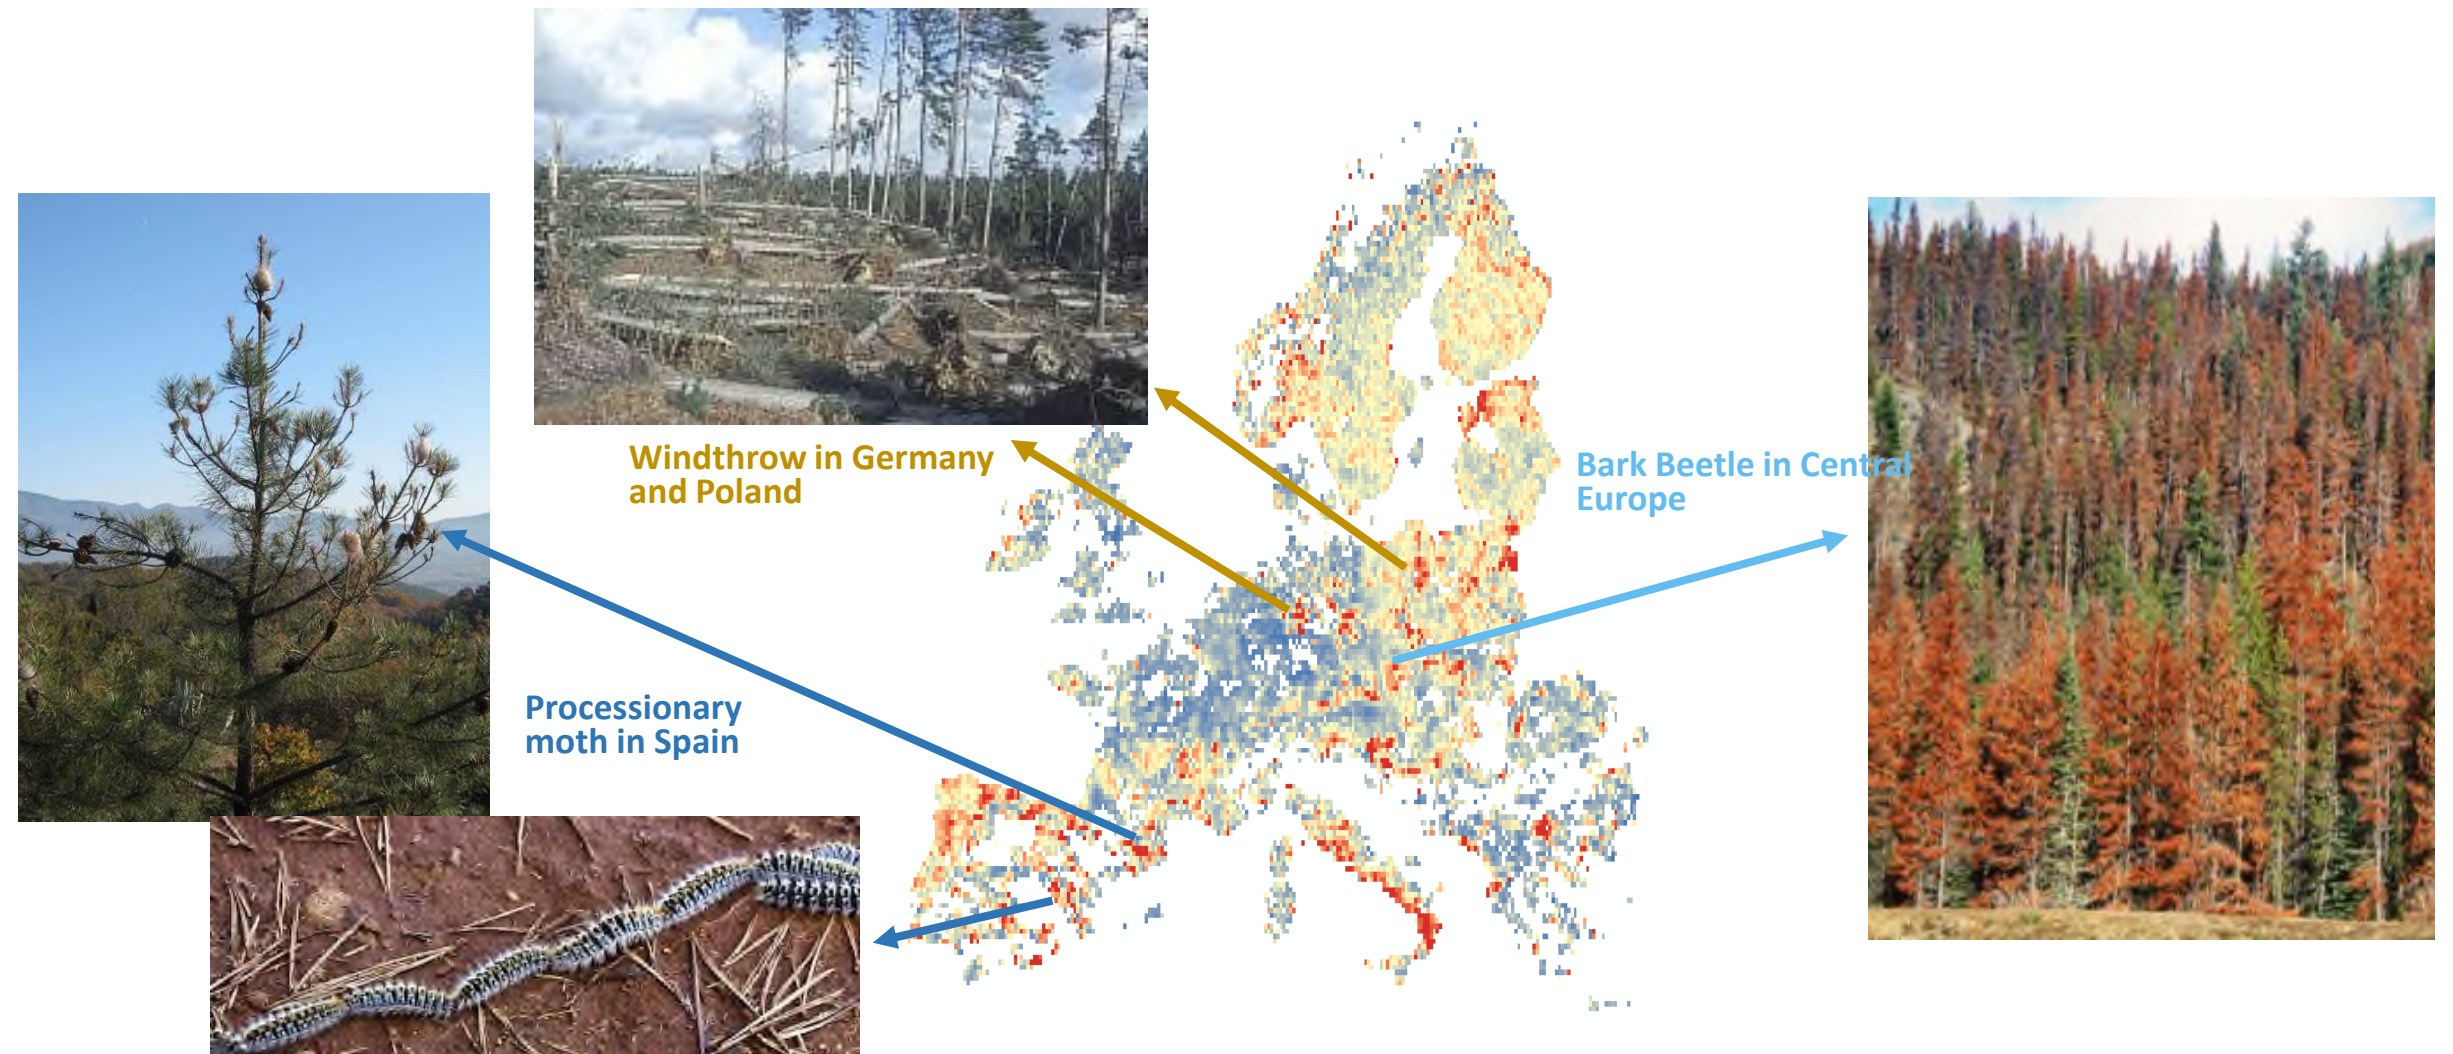 Windthrow in Germany
and Poland
Bark Beetle in Central
Europe
Processionary
moth in Spain